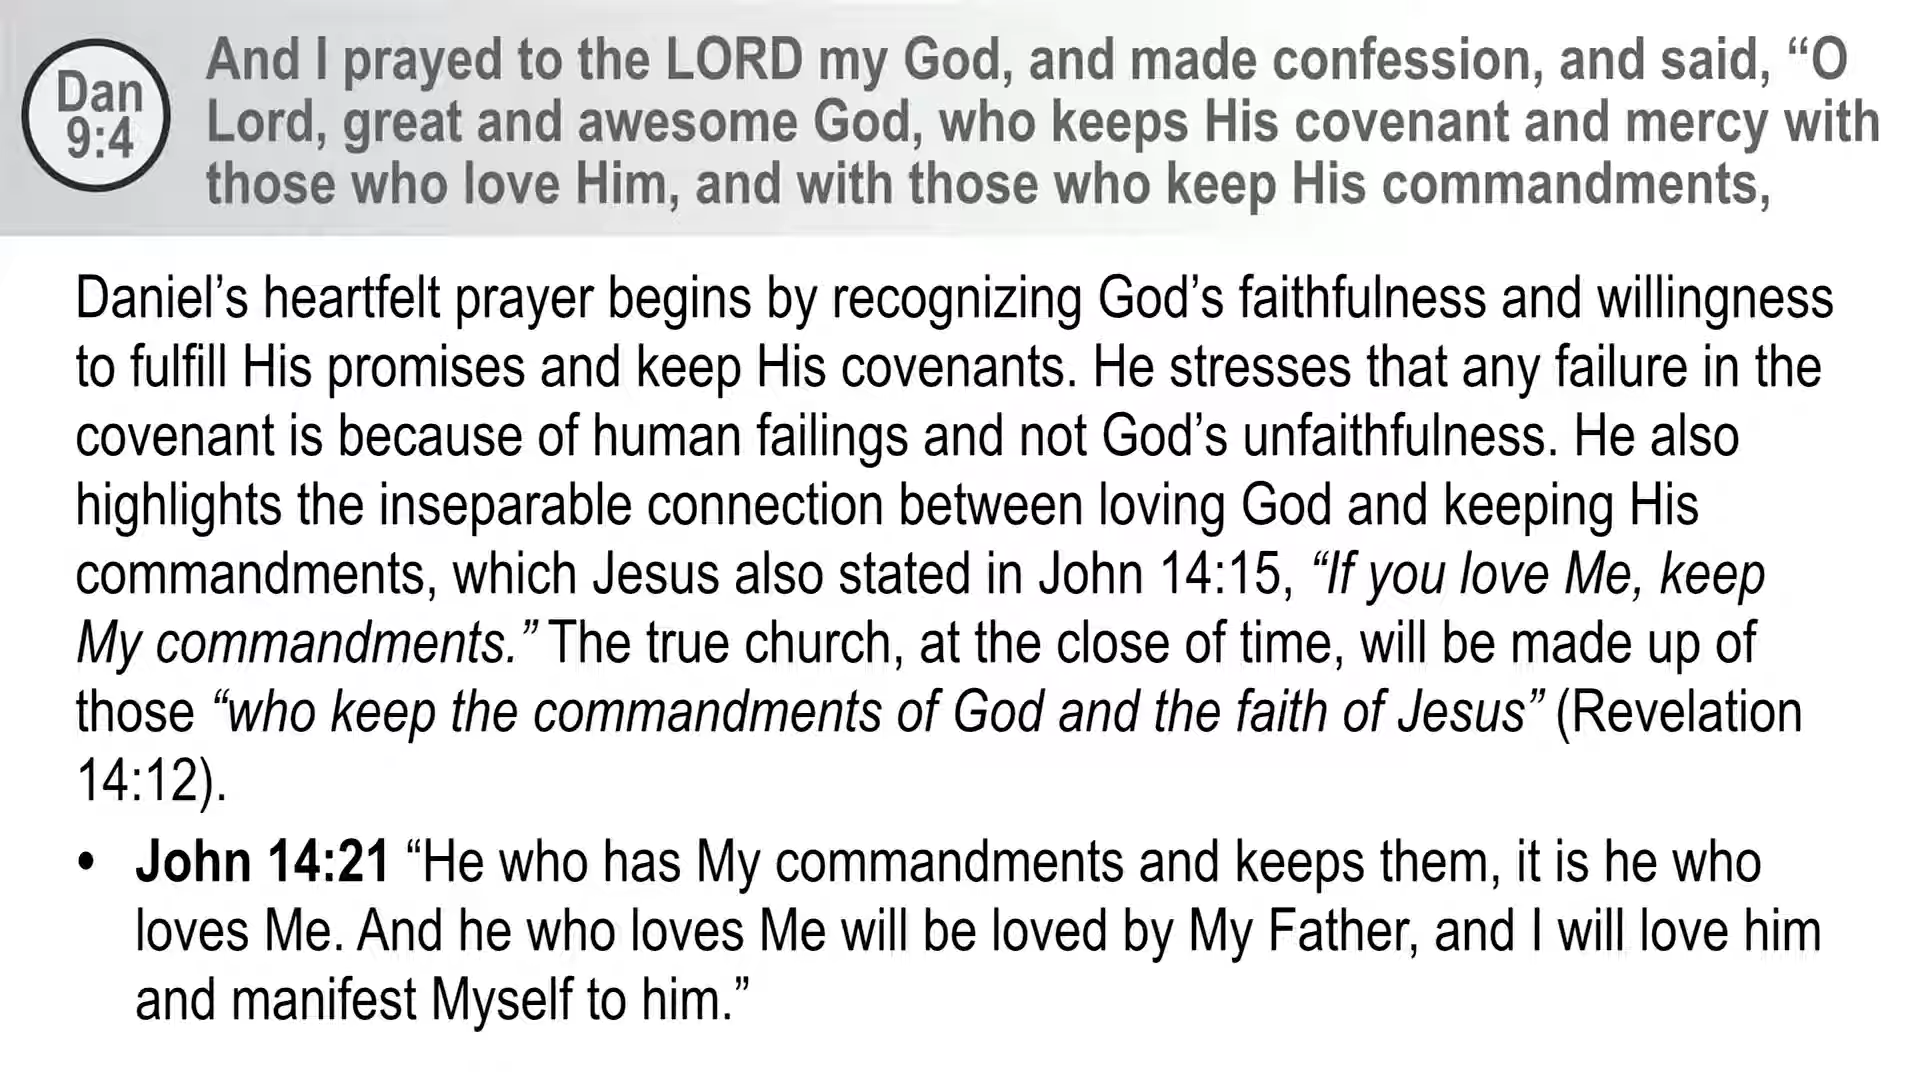 Dan
9:4
And I prayed to the LORD my God, and made confession, and said, “O
Lord, great and awesome God, who keeps His covenant and mercy with
those who love Him, and with those who keep His commandments,
Daniel’s heartfelt prayer begins by recognizing God’s faithfulness and willingness
to fulfill His promises and keep His covenants. He stresses that any failure in the
covenant is because of human failings and not God’s unfaithfulness. He also
highlights the inseparable connection between loving God and keeping His
commandments, which Jesus also stated in John 14:15, “If you love Me, keep
My commandments.” The true church, at the close of time, will be made up of
those “who keep the commandments of God and the faith of Jesus” (Revelation
14:12).
• John 14:21 “He who has My commandments and keeps them, it is he who
loves Me. And he who loves Me will be loved by My Father, and I will love him
and manifest Myself to him.”